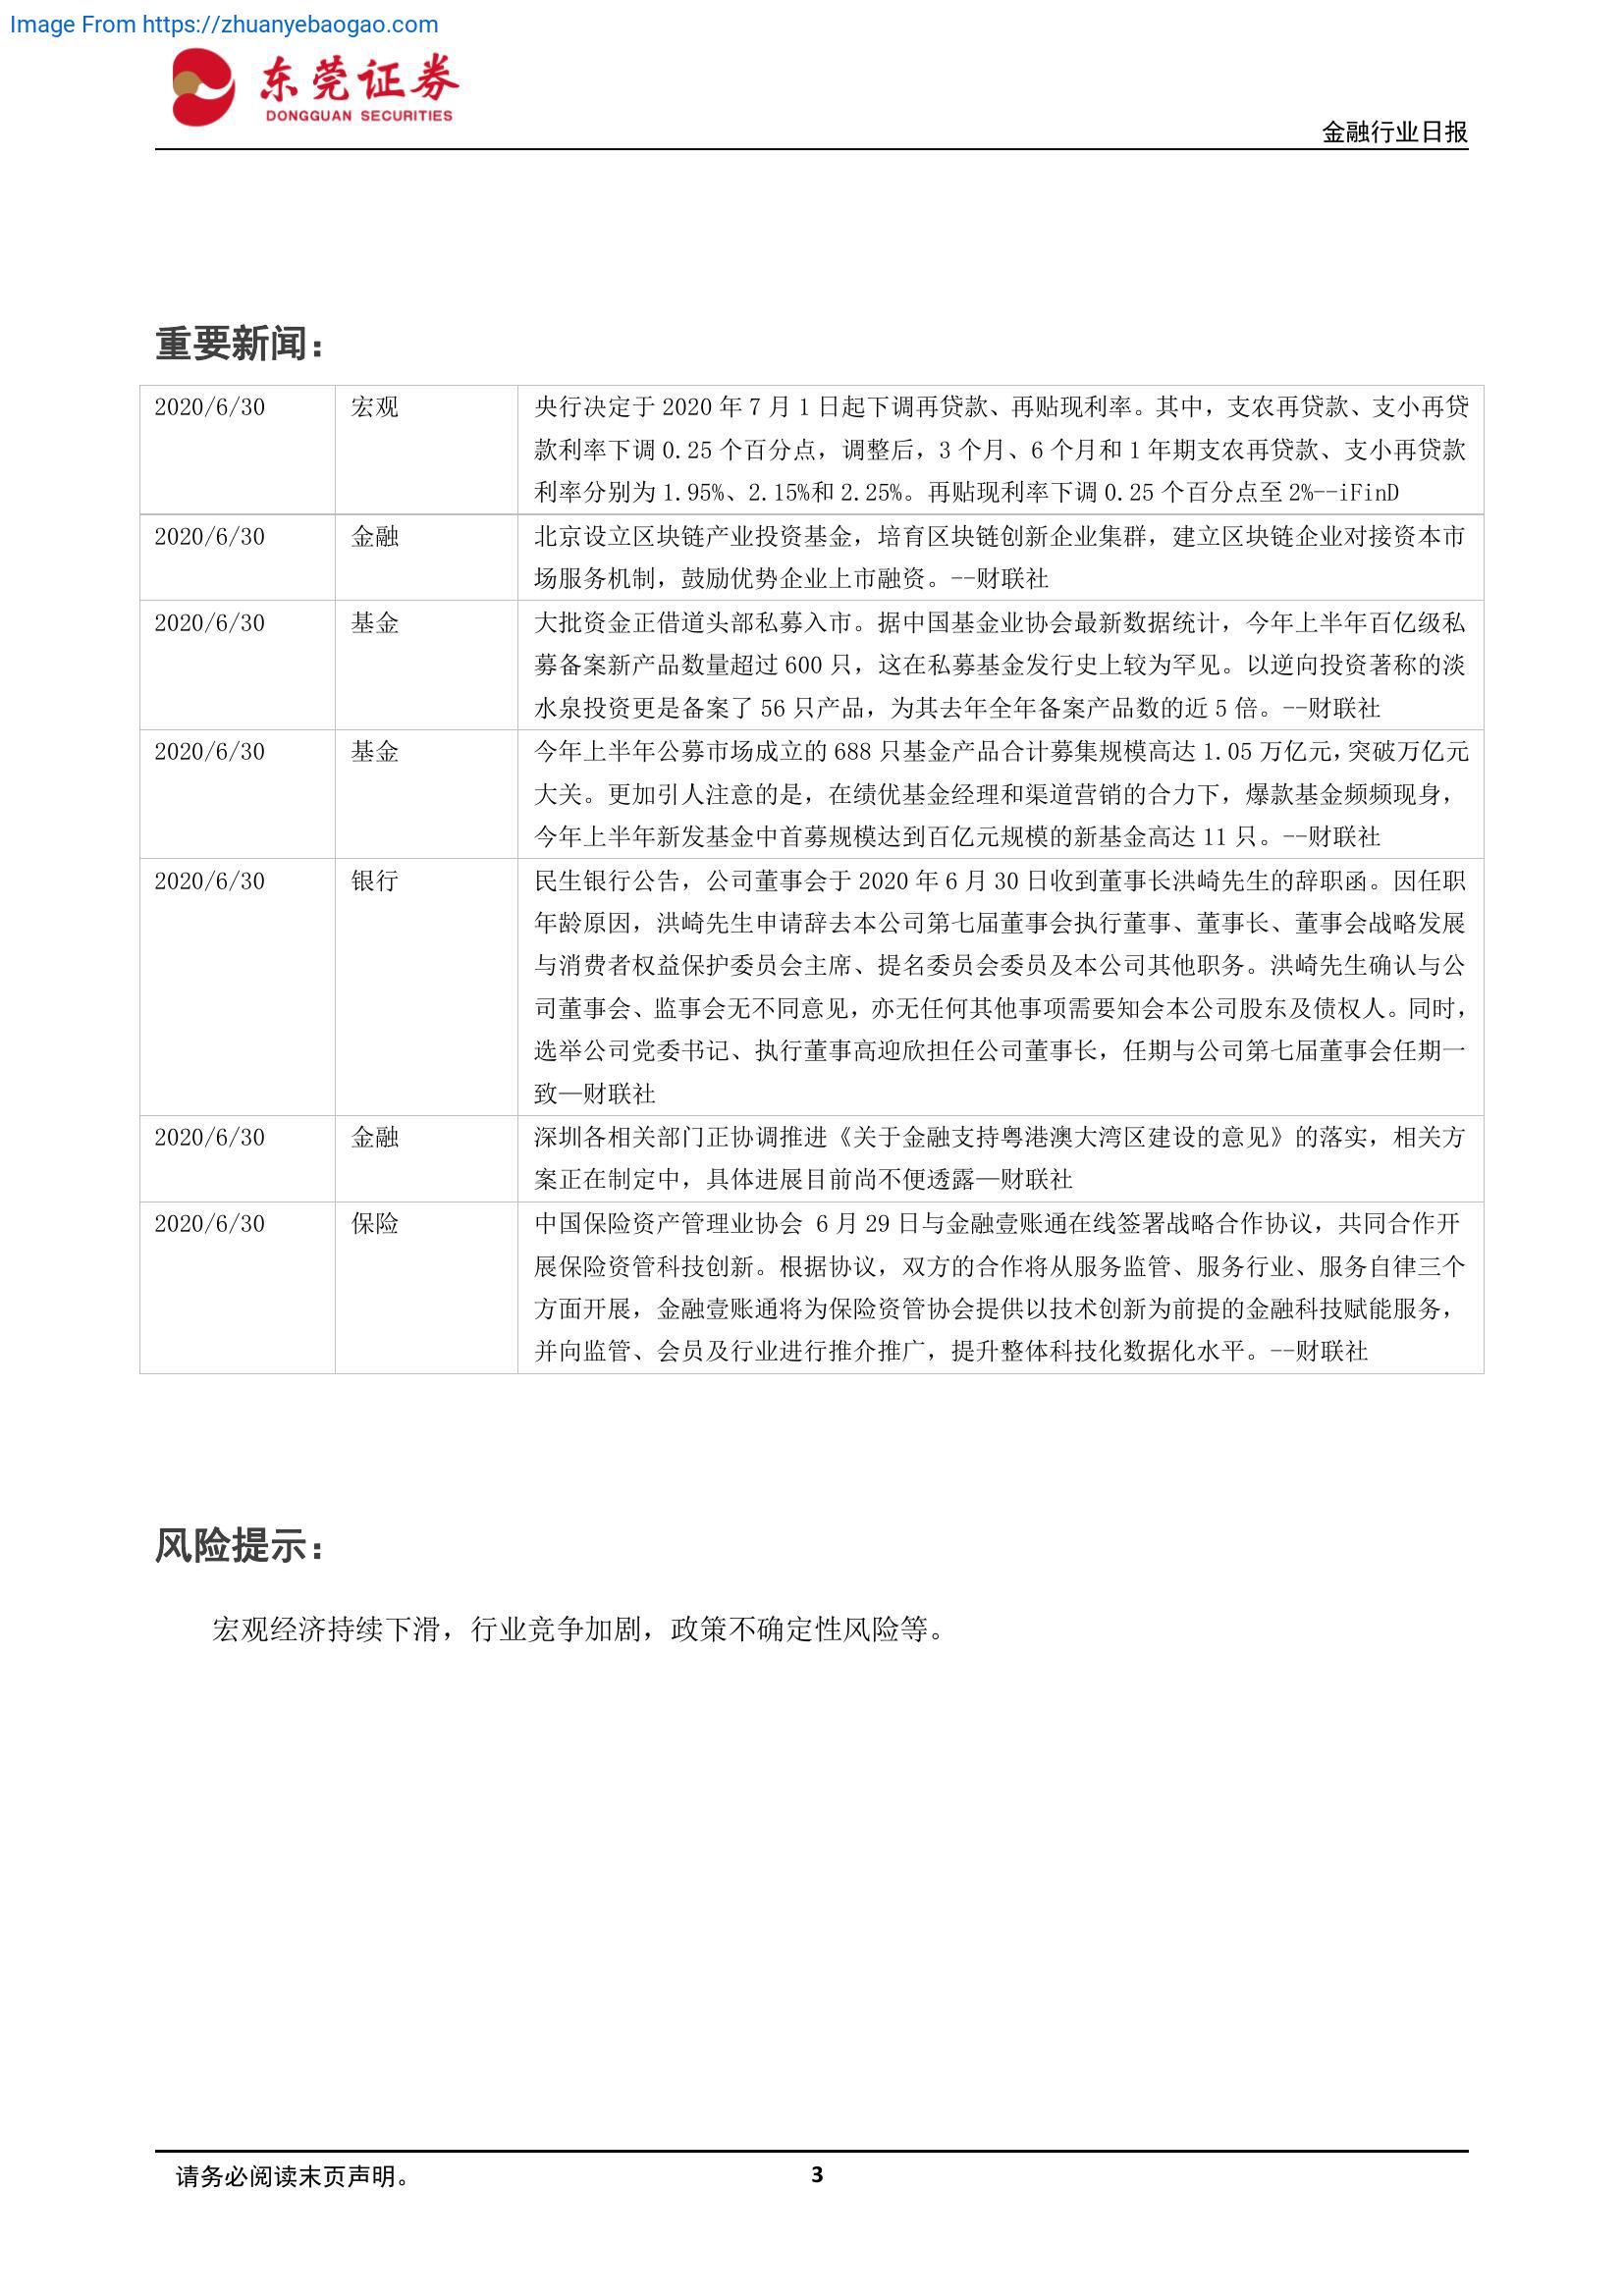 Image From https://zhuanyebaogao.com
东莞证券
DONGGUAN SECURITIES
金融行业日报
重要新闻：
2020/6/30 宏观 央行决定于 2020 年 7 月 1 日起下调再贷款、再贴现利率。其中，支农再贷款、支小再贷
款利率下调 0.25 个百分点，调整后，3 个月、6 个月和 1 年期支农再贷款、支小再贷款
利率分别为 1.95%、2.15%和 2.25%。再贴现利率下调 0.25 个百分点至 2%--iFinD
2020/6/30 金融 北京设立区块链产业投资基金，培育区块链创新企业集群，建立区块链企业对接资本市
场服务机制，鼓励优势企业上市融资。--财联社
2020/6/30 基金 大批资金正借道头部私募入市。据中国基金业协会最新数据统计，今年上半年百亿级私
募备案新产品数量超过 600 只，这在私募基金发行史上较为罕见。以逆向投资著称的淡
水泉投资更是备案了 56 只产品，为其去年全年备案产品数的近 5 倍。--财联社
2020/6/30 基金 今年上半年公募市场成立的 688 只基金产品合计募集规模高达 1.05 万亿元，突破万亿元
大关。更加引人注意的是，在绩优基金经理和渠道营销的合力下，爆款基金频频现身，
今年上半年新发基金中首募规模达到百亿元规模的新基金高达 11 只。--财联社
2020/6/30 银行 民生银行公告，公司董事会于 2020 年 6 月 30 日收到董事长洪崎先生的辞职函。因任职
年龄原因，洪崎先生申请辞去本公司第七届董事会执行董事、董事长、董事会战略发展
与消费者权益保护委员会主席、提名委员会委员及本公司其他职务。洪崎先生确认与公
司董事会、监事会无不同意见，亦无任何其他事项需要知会本公司股东及债权人。同时，
选举公司党委书记、执行董事高迎欣担任公司董事长，任期与公司第七届董事会任期一
致—财联社
2020/6/30 金融 深圳各相关部门正协调推进《关于金融支持粤港澳大湾区建设的意见》的落实，相关方
案正在制定中，具体进展目前尚不便透露—财联社
2020/6/30 保险 中国保险资产管理业协会 6 月 29 日与金融壹账通在线签署战略合作协议，共同合作开
展保险资管科技创新。根据协议，双方的合作将从服务监管、服务行业、服务自律三个
方面开展，金融壹账通将为保险资管协会提供以技术创新为前提的金融科技赋能服务，
并向监管、会员及行业进行推介推广，提升整体科技化数据化水平。--财联社
风险提示：
宏观经济持续下滑，行业竞争加剧，政策不确定性风险等。
请务必阅读末页声明。 3